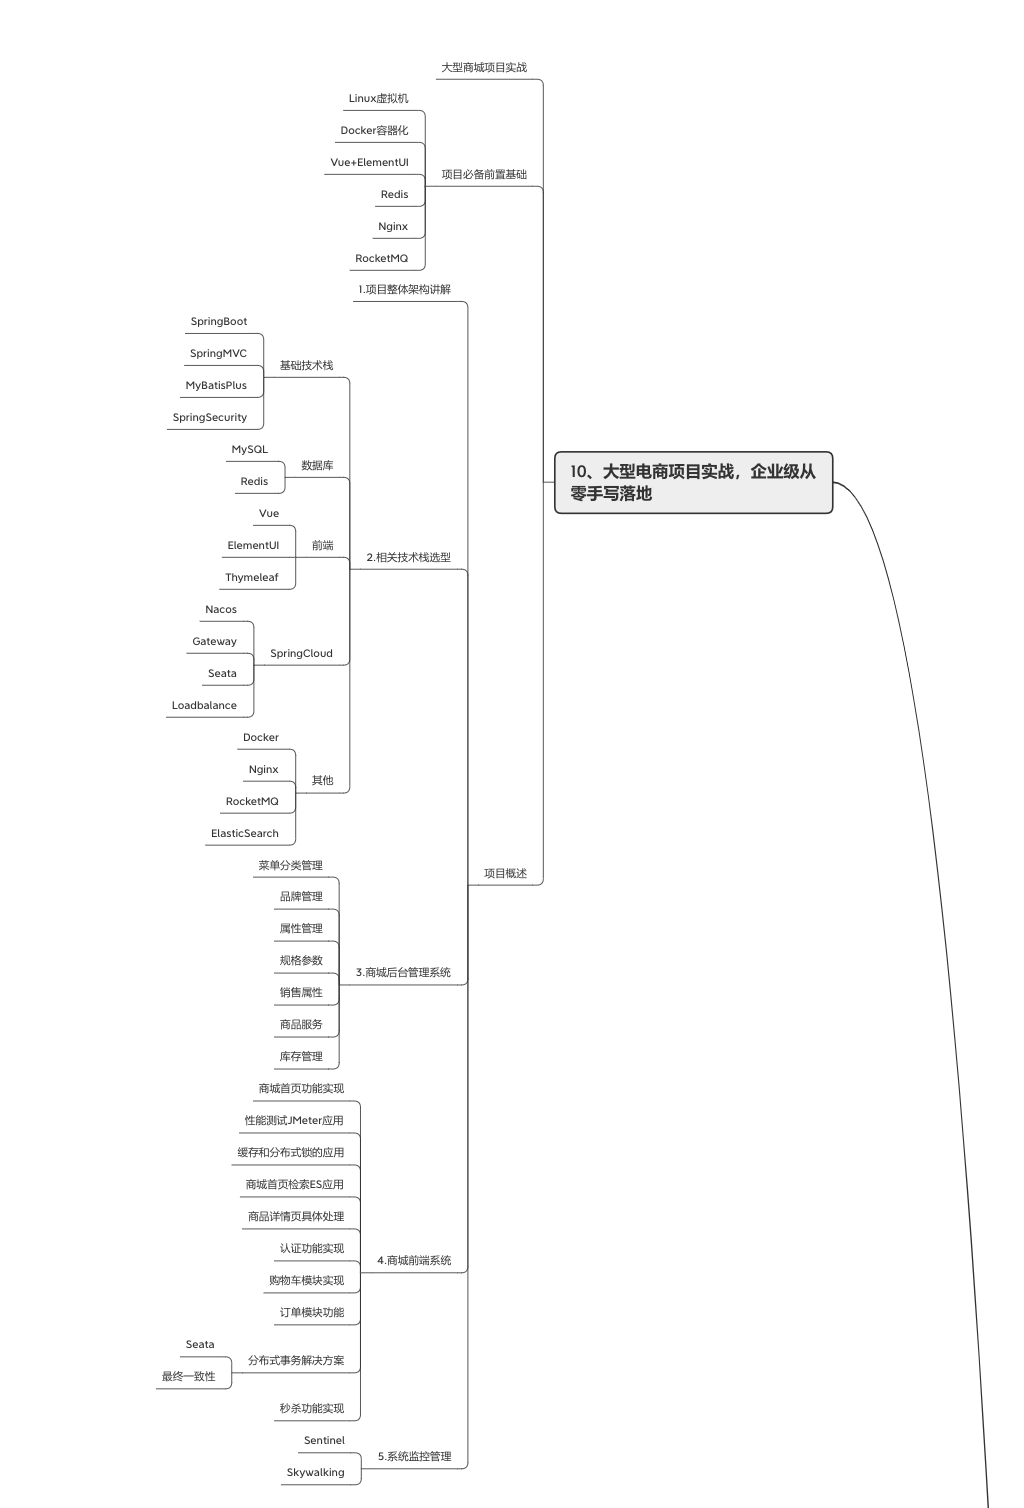 大型商城项目实战
Linux虚拟机
Docker容器化
Vue+ElementUI
项目必备前置基础
Redis
Nginx
RocketMQ
1.项目整体架构讲解
SpringBoot
SpringMVC
基础技术栈
MyBatisPlus
SpringSecurity
MySQL
数据库
Redis
10、大型电商项目实战，企业级从
零手写落地
Vue
ElementUI
前端
2.相关技术栈选型
Thymeleaf
Nacos
Gateway
SpringCloud
Seata
Loadbalance
Docker
Nginx
其他
RocketMQ
ElasticSearch
菜单分类管理
项目概述
品牌管理
属性管理
规格参数
3.商城后台管理系统
销售属性
商品服务
库存管理
商城首页功能实现
性能测试JMeter应用
缓存和分布式锁的应用
商城首页检索ES应用
商品详情页具体处理
认证功能实现
4.商城前端系统
购物车模块实现
订单模块功能
Seata
分布式事务解决方案
最终一致性
秒杀功能实现
Sentinel
5.系统监控管理
Skywalking